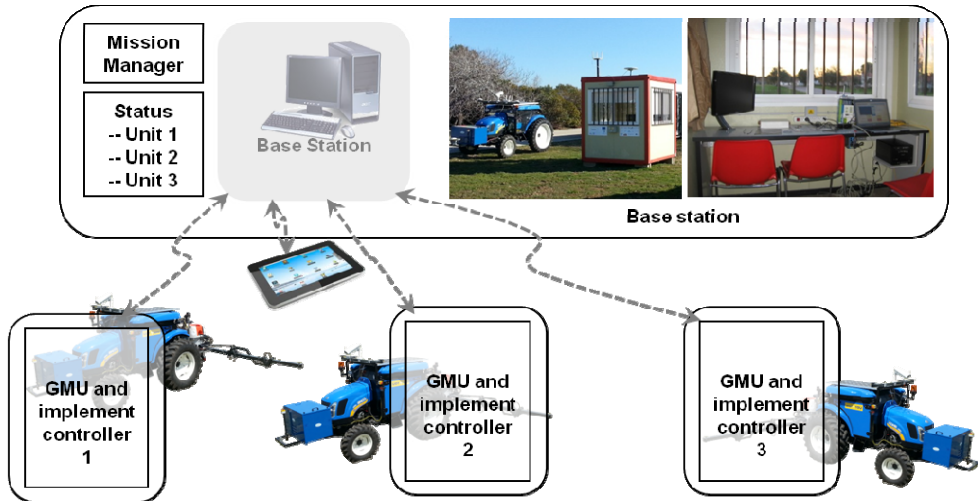 Mission
Manager
Status
-- Unit 1
-- Unit 2
-- Unit 3
Base Station
Base station
GMU and
implement
controller
1
GMU and
implement
controller
2
GMU and
implement
controller
3